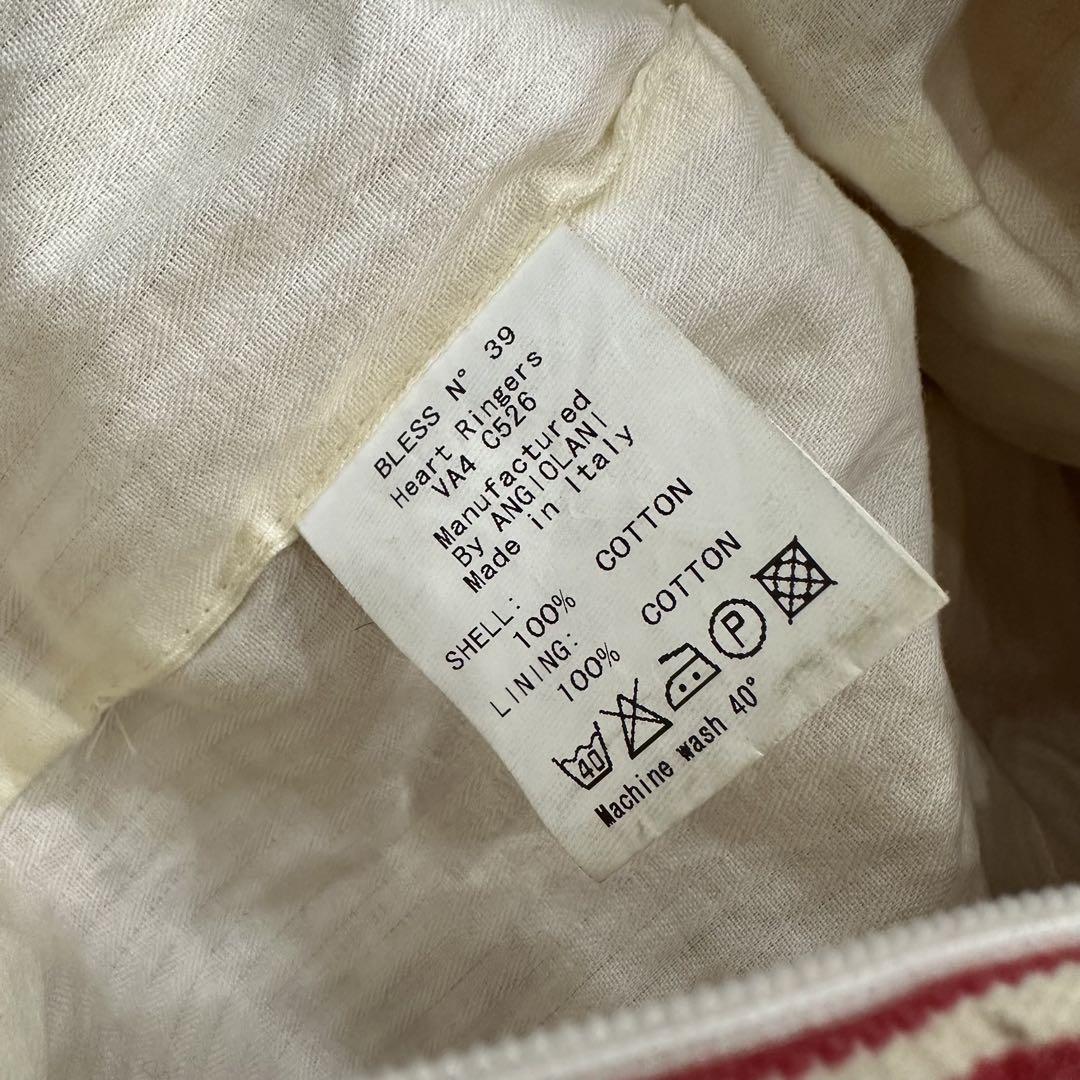 BLESS N° 39
Heart Ringers
VA4 C526
Manufactured
By ANGIOLANI
Made in Italy
SHELL:
100% COTTON
LINING:
100% COTTON
40 P
Machine wash 40°